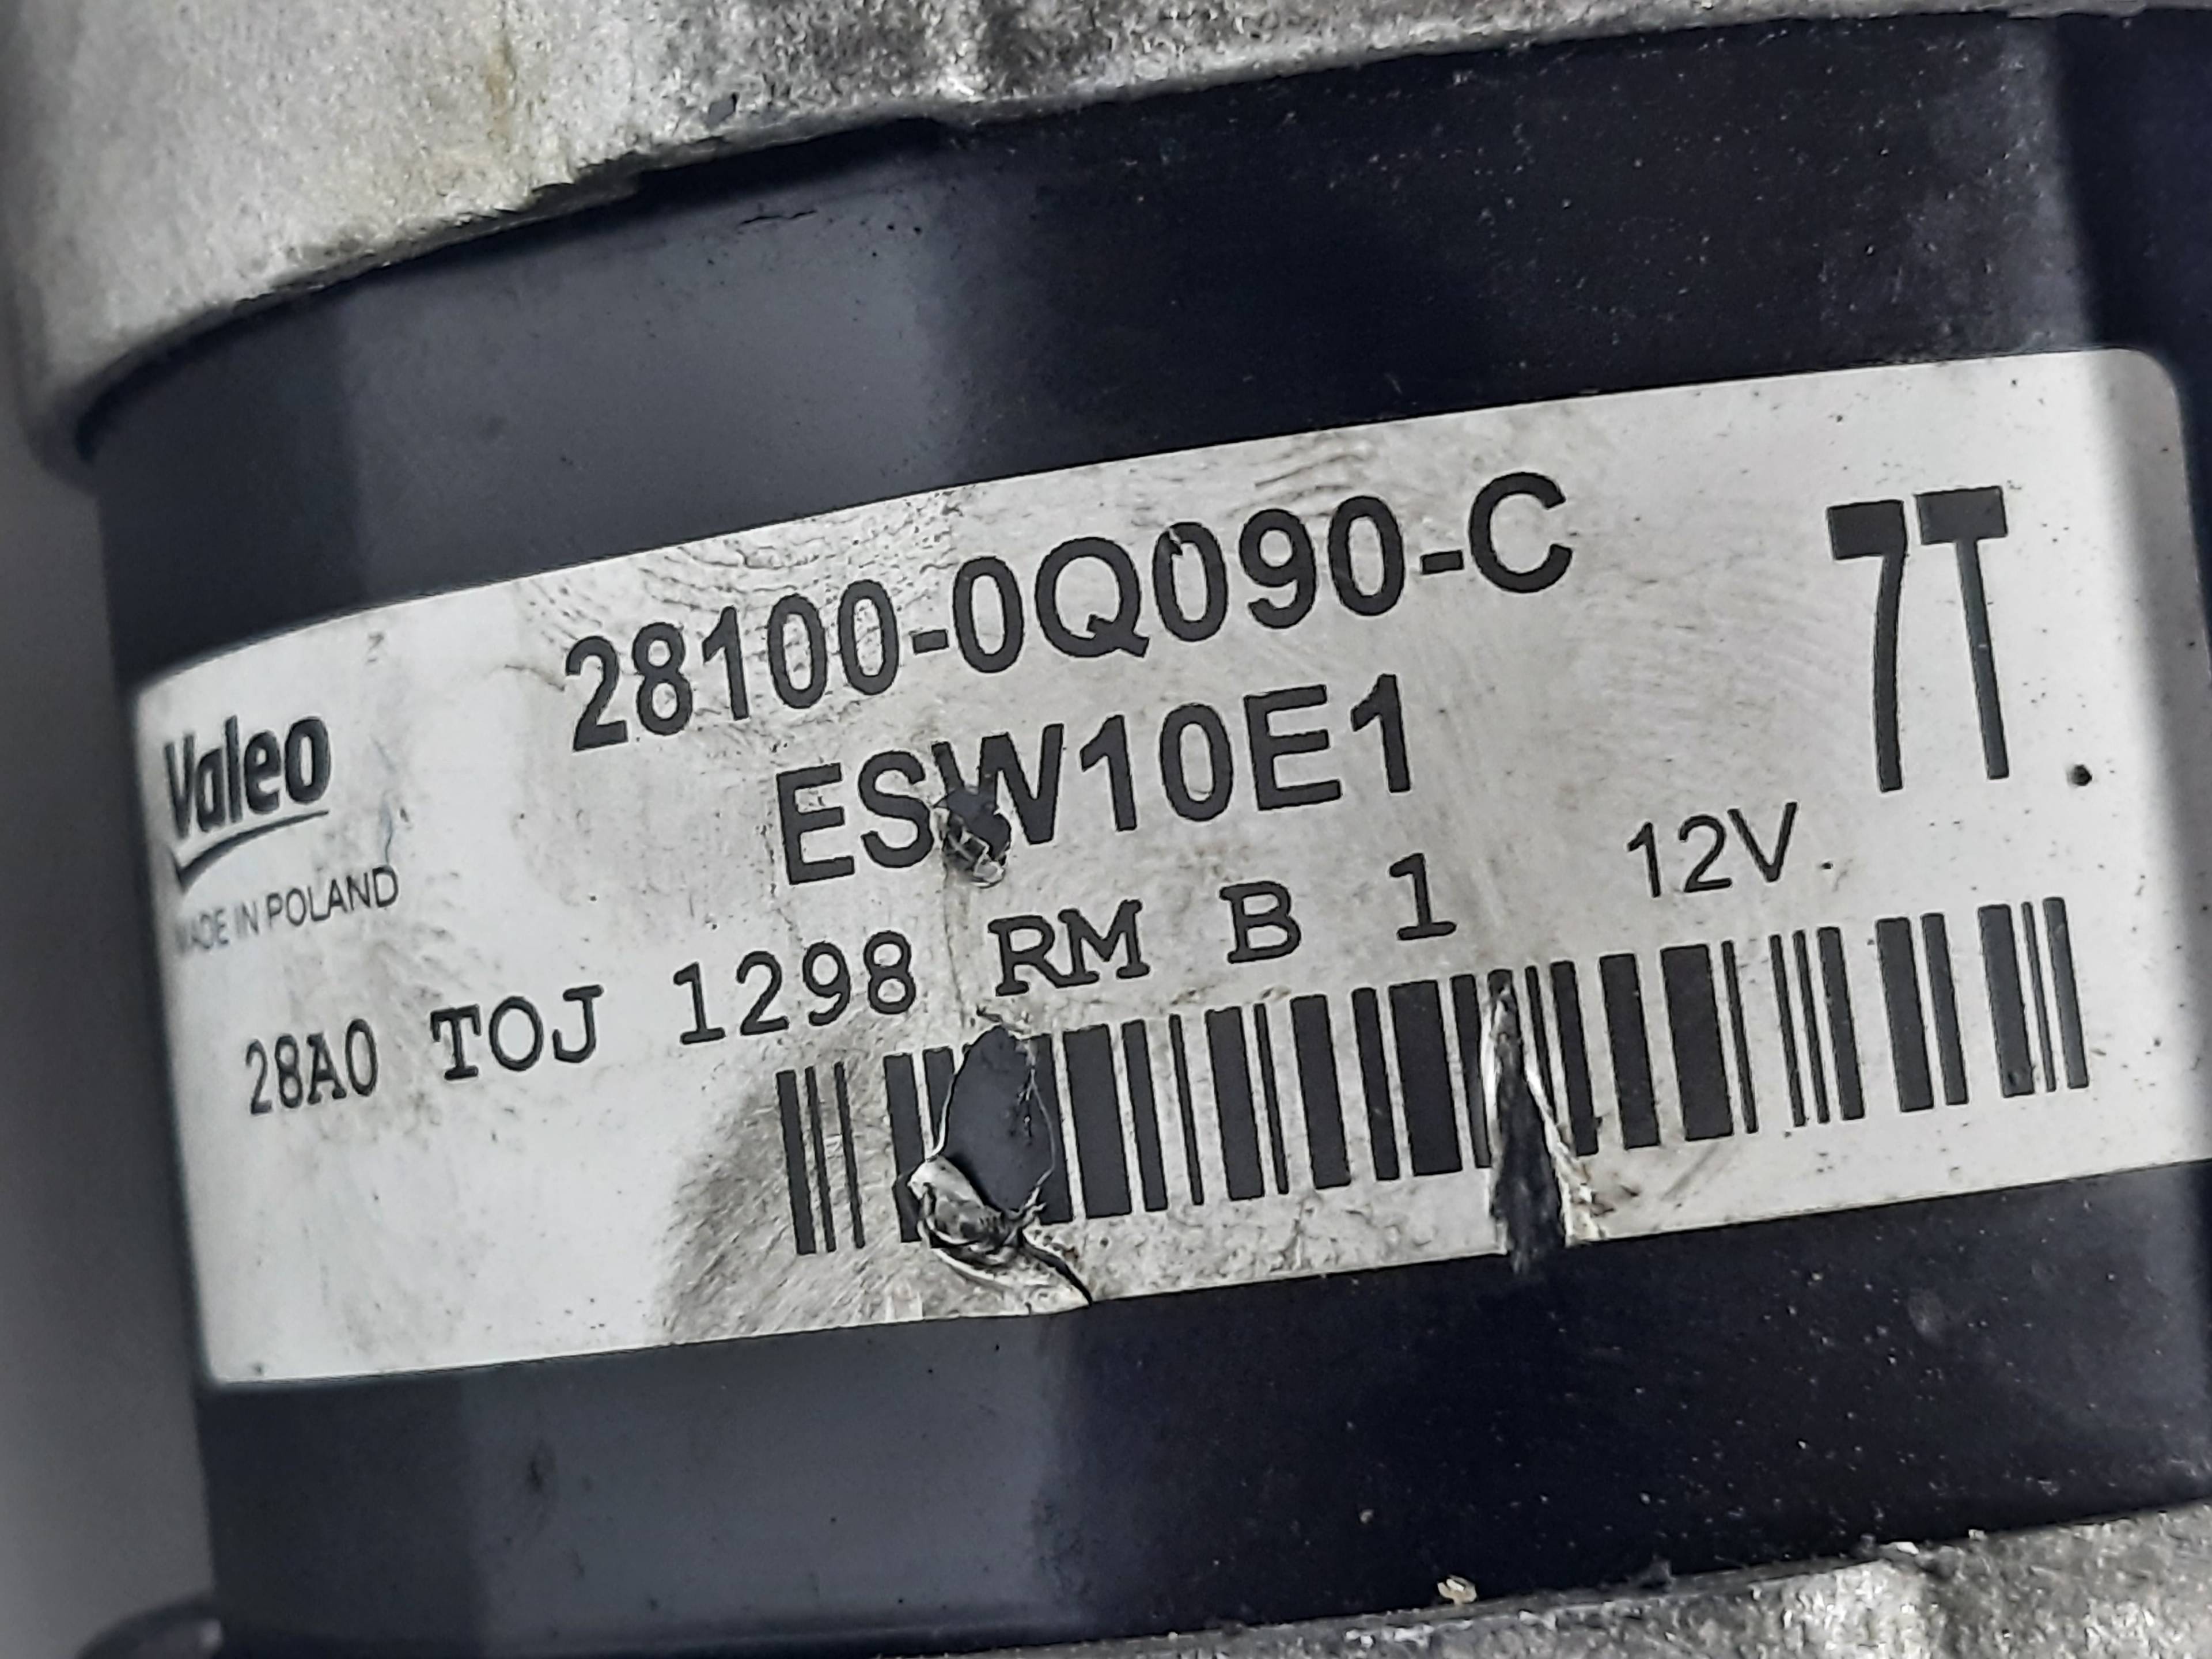 28100-0Q090-C
7T
Valeo
ESW10E1
MADE IN POLAND
12V
28A0 TOJ 1298 RM B 1